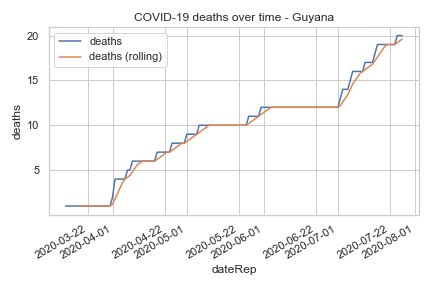 COVID-19 deaths over time - Guyana
deaths
deaths (rolling)
20
15
10
5
deaths
2020-03-22
2020-04-01
2020-04-22
2020-05-01
2020-05-22
2020-06-01
2020-06-22
2020-07-01
2020-07-22
2020-08-01
dateRep